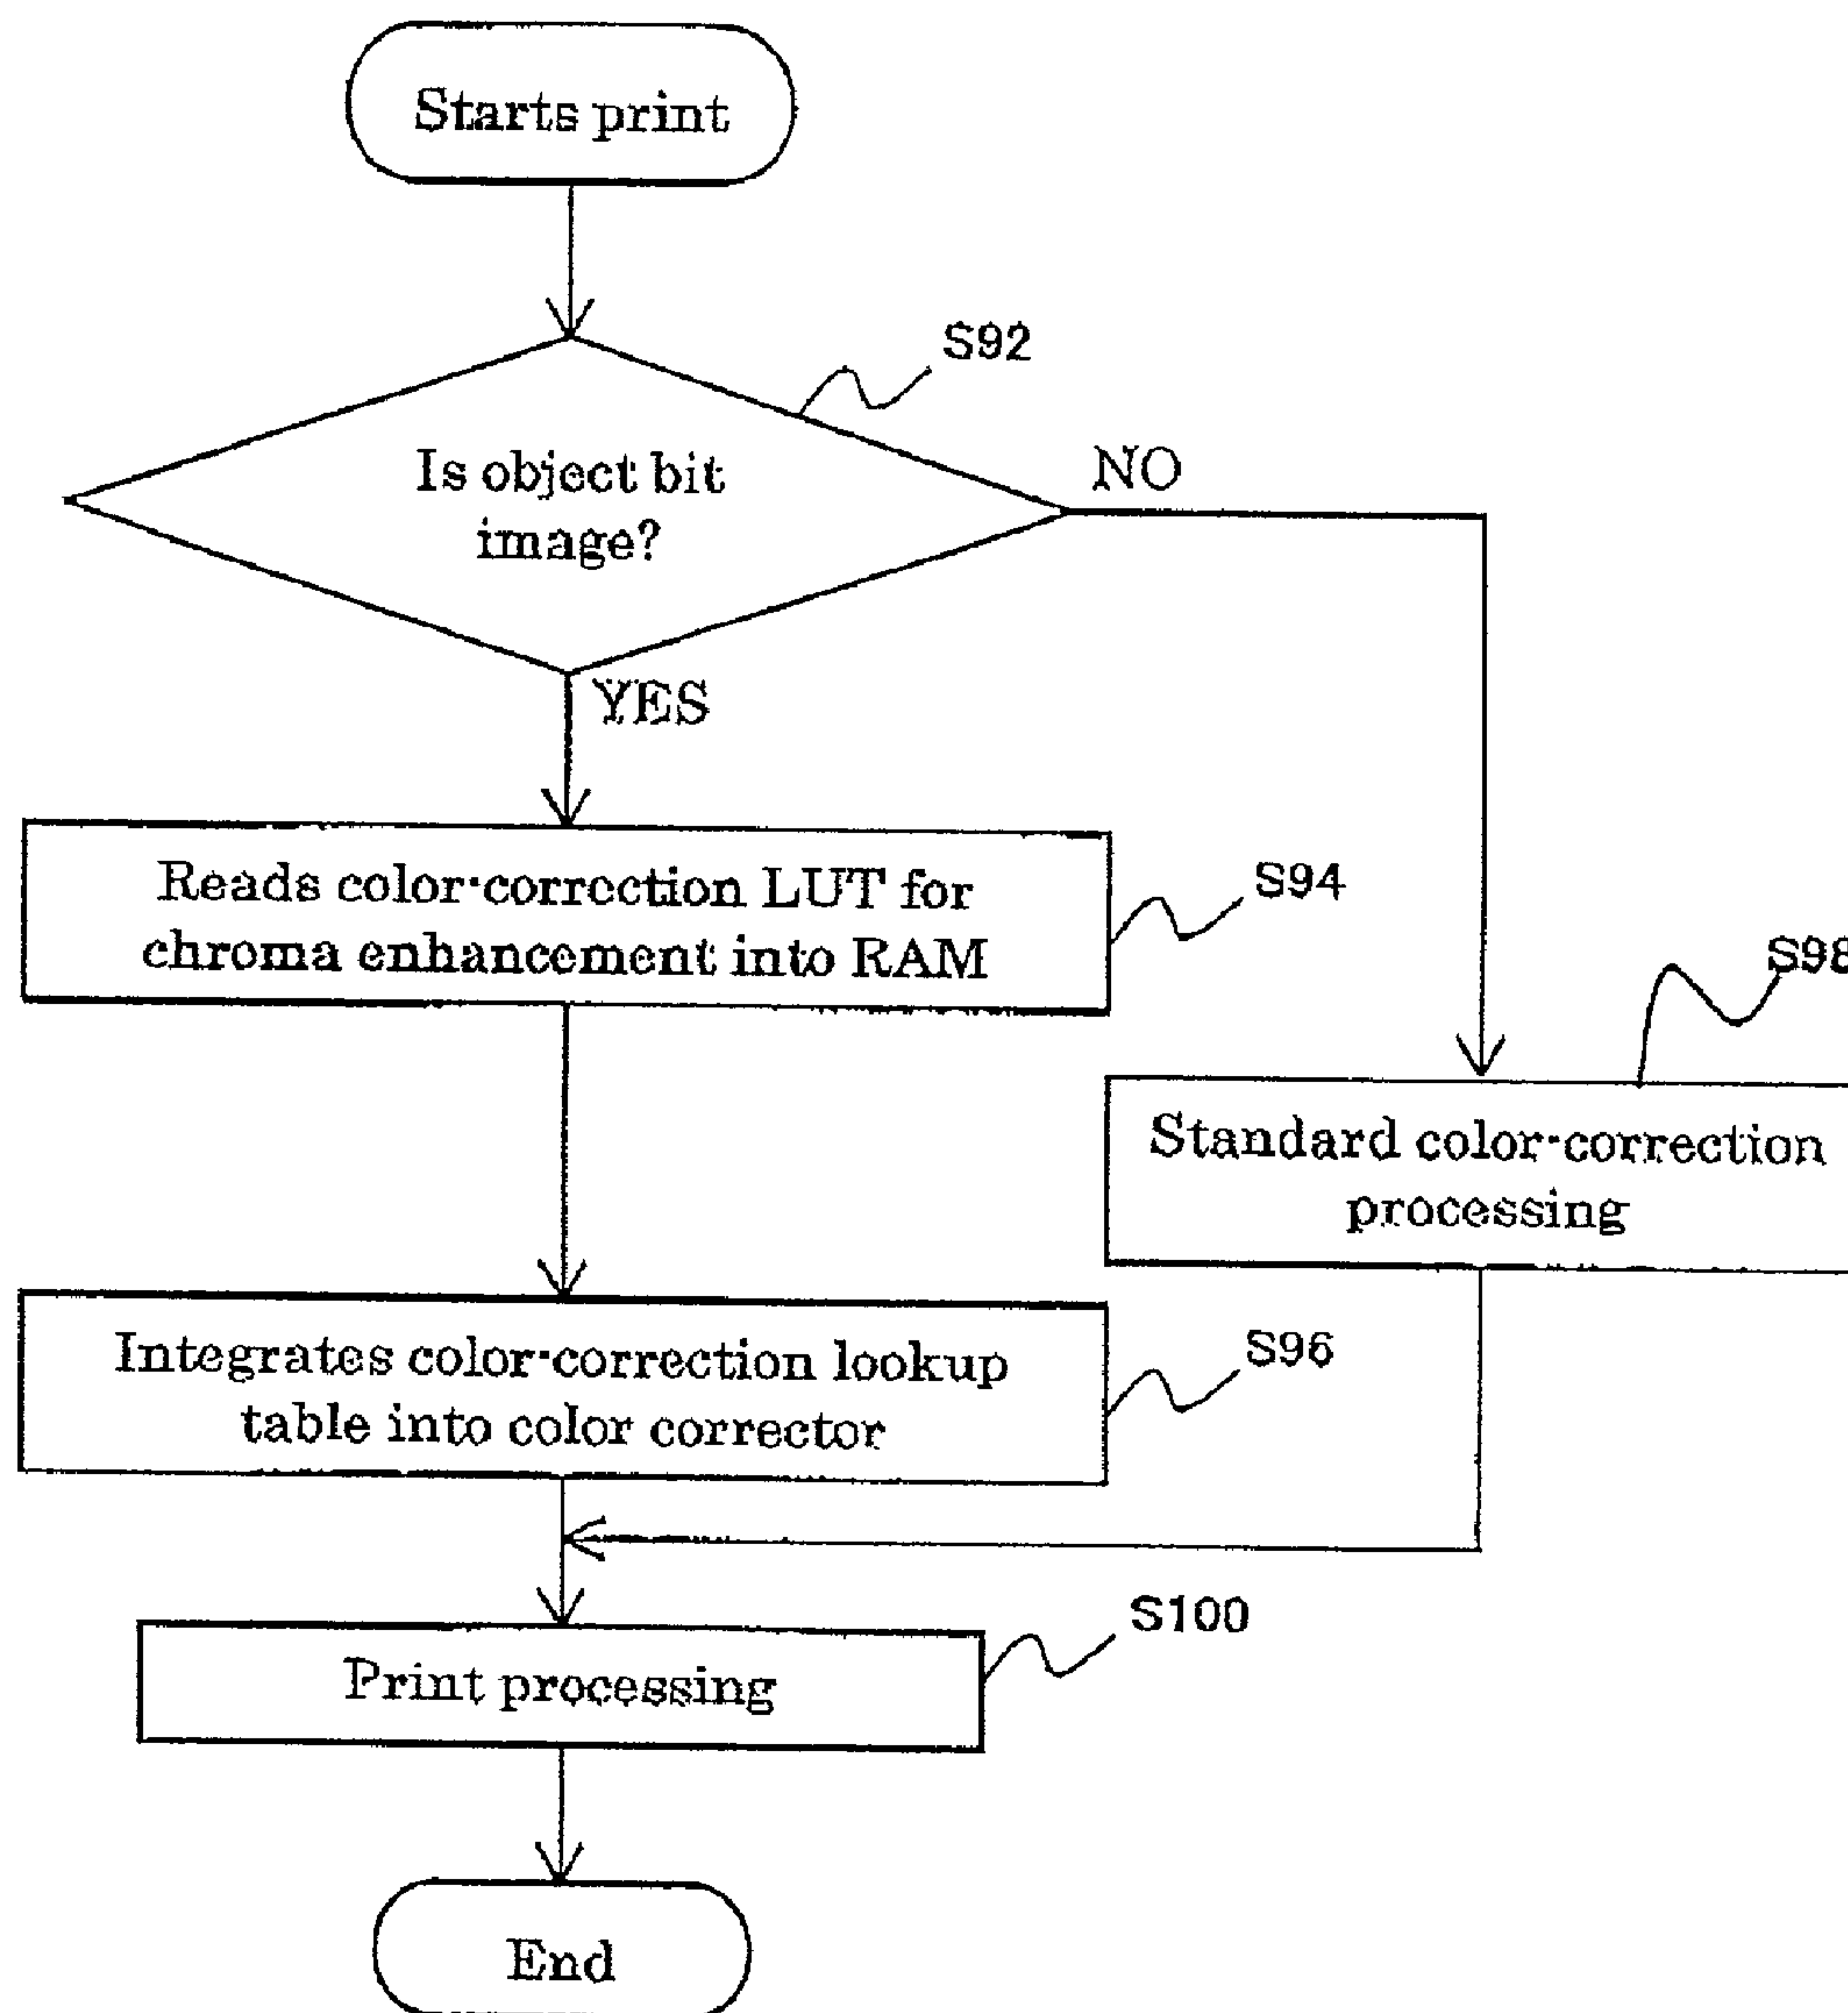 Starts print
S92
Is object bit
image?
NO
YES
Reads color-correction LUT for
chroma enhancement into RAM
S94
S98
Standard color-correction
processing
Integrates color-correction lookup
table into color corrector
S96
Print processing
S100
End